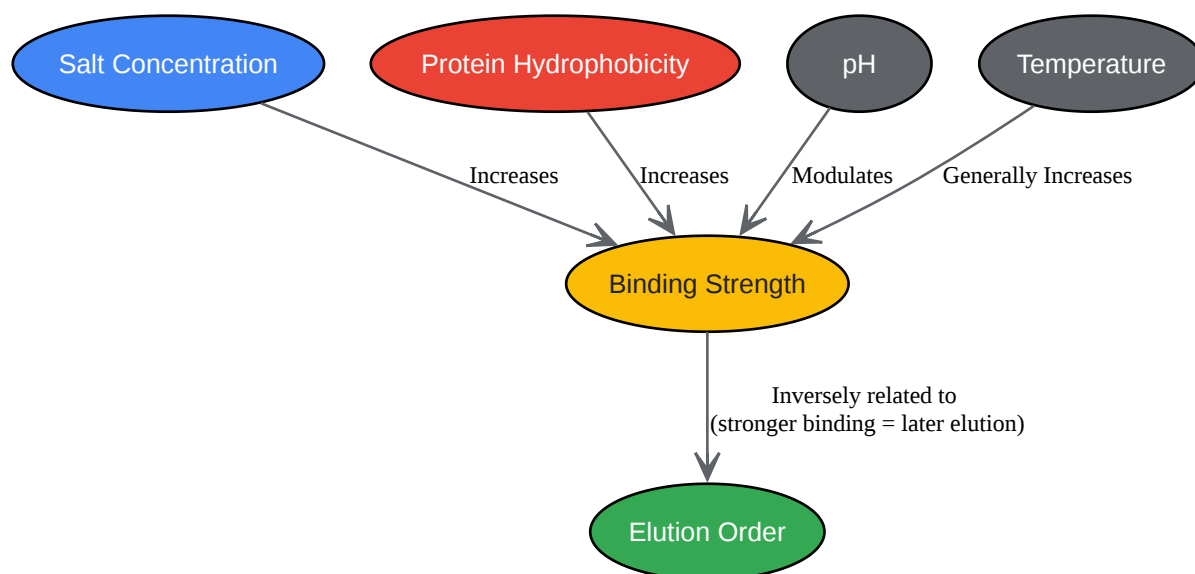 Salt Concentration
Protein Hydrophobicity
pH
Temperature
Increases
Increases
Modulates
Generally Increases
Binding Strength
Inversely related to
(stronger binding = later elution)
Elution Order